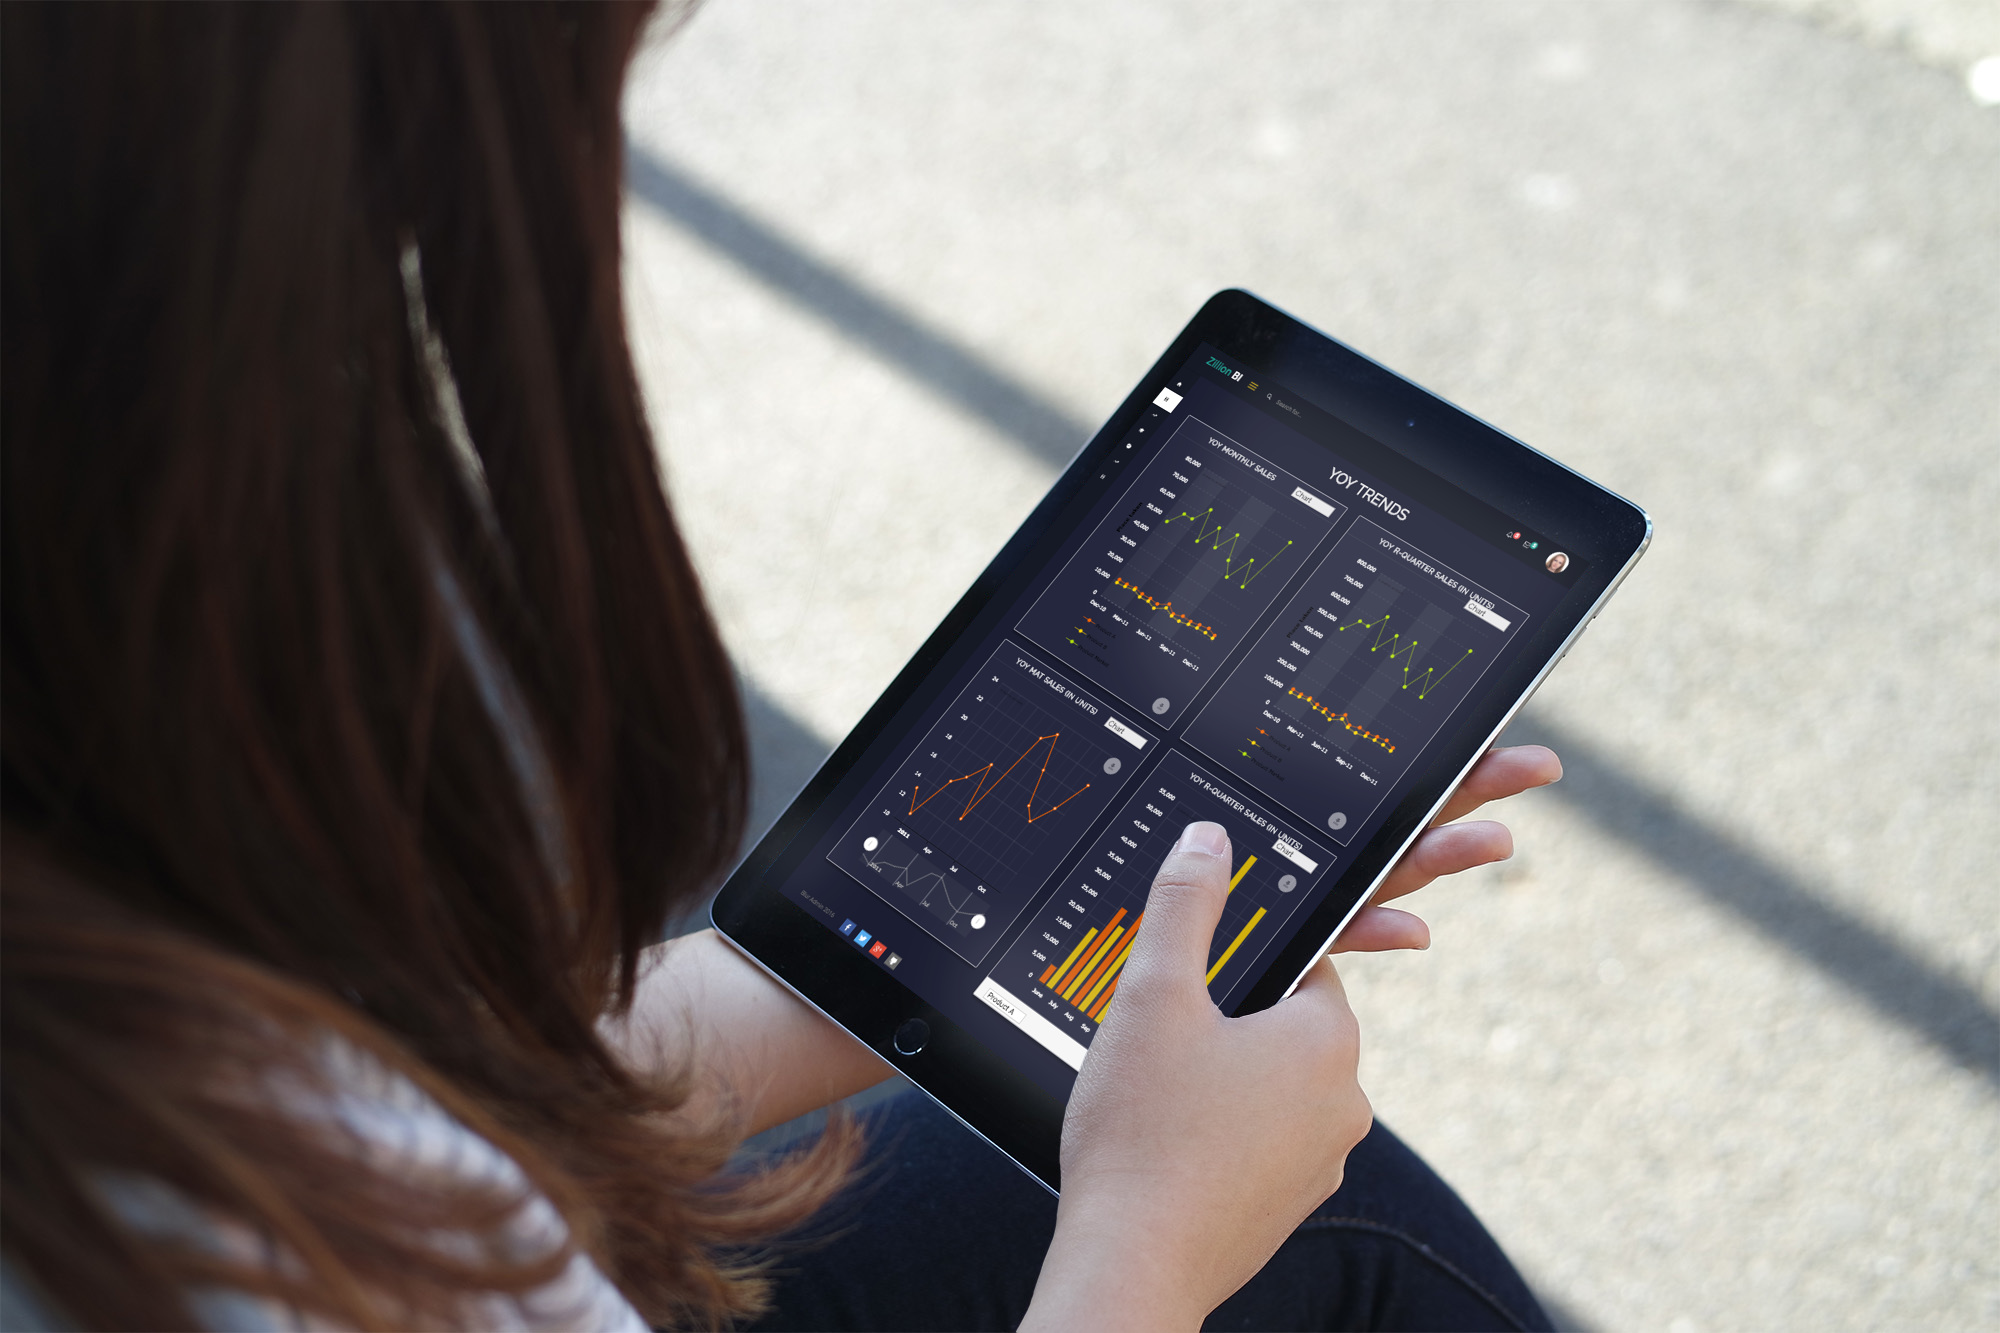 Zillion BI
Search for...
YOY TRENDS
YOY MONTHLY SALES
Chart
80,000
70,000
60,000
50,000
40,000
30,000
20,000
10,000
0
Dec-10
Mar-11
Jun-11
Sep-11
Dec-11
YOY R-QUARTER SALES (IN UNITS)
Chart
800,000
700,000
600,000
500,000
400,000
300,000
200,000
100,000
0
Dec-10
Mar-11
Jun-11
Sep-11
Dec-11
YOY MAT SALES (IN UNITS)
Chart
24
22
20
18
16
14
12
10
2011
Apr
Jul
Oct
2011
Apr
Jul
Oct
YOY R-QUARTER SALES (IN UNITS)
Chart
55,000
50,000
45,000
40,000
35,000
30,000
25,000
20,000
15,000
10,000
5,000
0
June
July
Aug
Sep
Product A